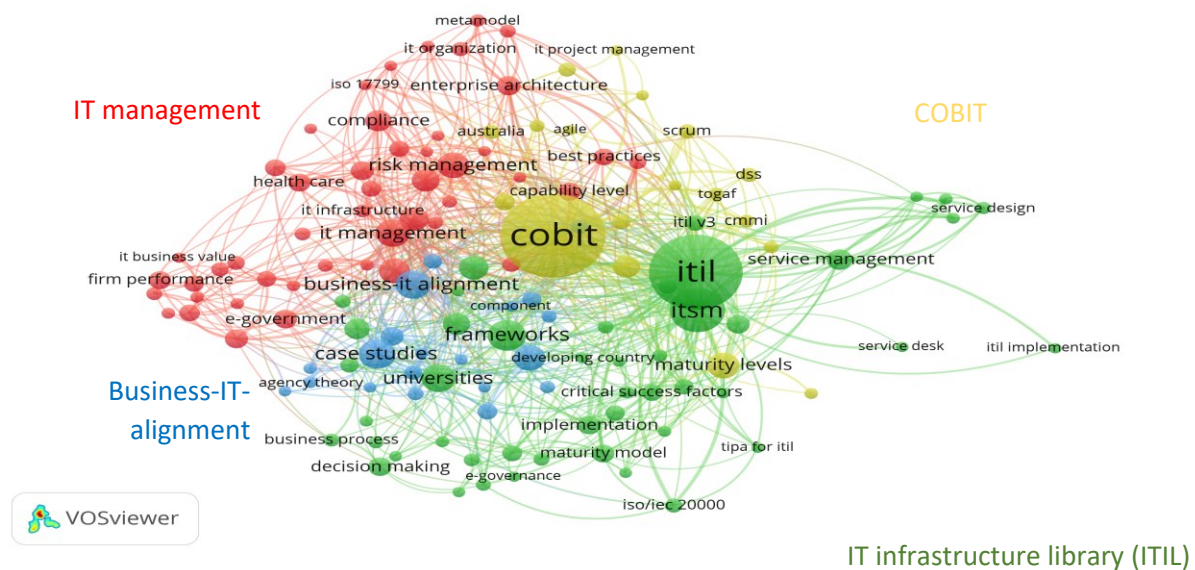 metamodel
it organization
it project management
iso 17799
enterprise architecture
IT management
COBIT
compliance
australia
agile
scrum
risk management
best practices
health care
capability level
dss
togaf
it infrastructure
itil v3
cmmi
service design
it management
cobit
it business value
service management
firm performance
business-it alignment
itil
component
itsm
e-government
frameworks
case studies
developing country
service desk
itil implementation
maturity levels
agency theory
universities
critical success factors
Business-IT-
alignment
implementation
business process
maturity model
tipa for itil
decision making
e-governance
iso/iec 20000
VOSviewer
IT infrastructure library (ITIL)